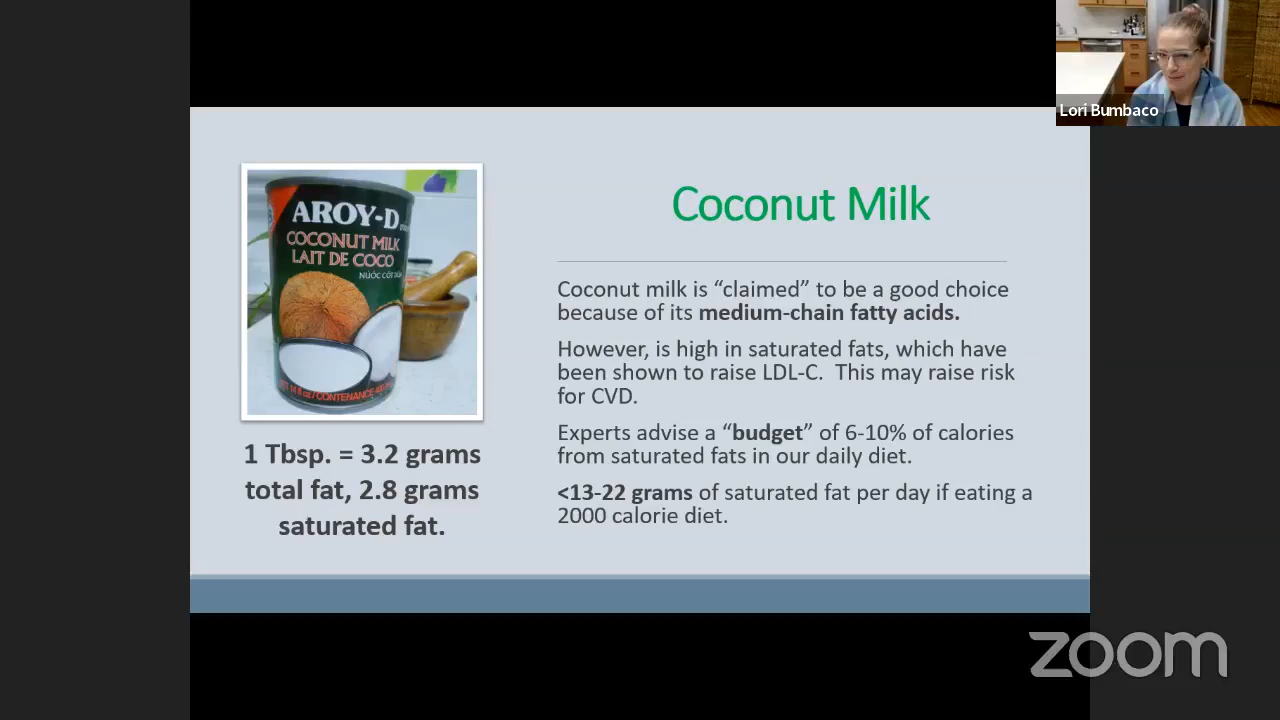 Lori Bumbaco
Coconut Milk
AROY-D
COCONUT MILK
LAIT DE COCO
NUOC COT DUA
Coconut milk is “claimed” to be a good choice
because of its medium-chain fatty acids.
However, is high in saturated fats, which have
been shown to raise LDL-C.  This may raise risk
for CVD.
Experts advise a “budget” of 6-10% of calories
from saturated fats in our daily diet.
<13-22 grams of saturated fat per day if eating a
2000 calorie diet.
1 Tbsp. = 3.2 grams
total fat, 2.8 grams
saturated fat.
zoom